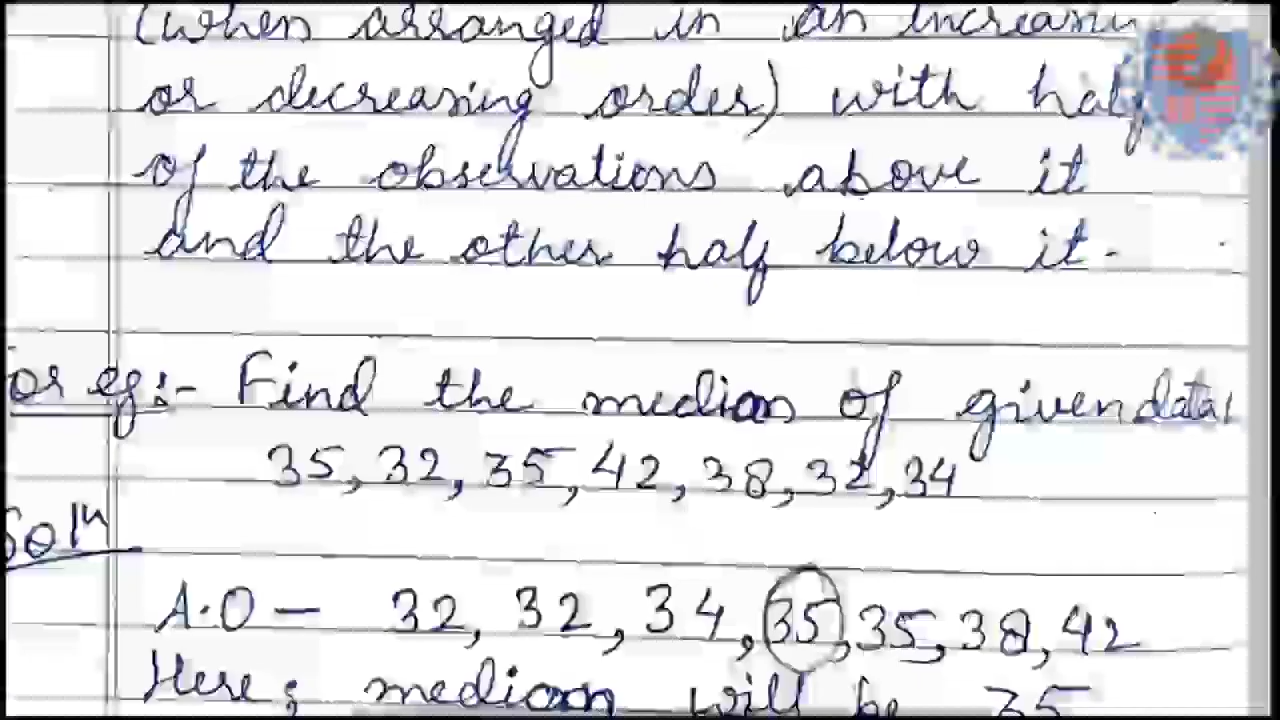 (when arranged in an increasin
or decreasing order) with half
of the observations above it
and the other half below it.
or eg:- Find the median of given data
35, 32, 35, 42, 38, 32, 34
Solⁿ
A.O - 32, 32, 34, 35, 35, 38, 42
Here, median will be 35